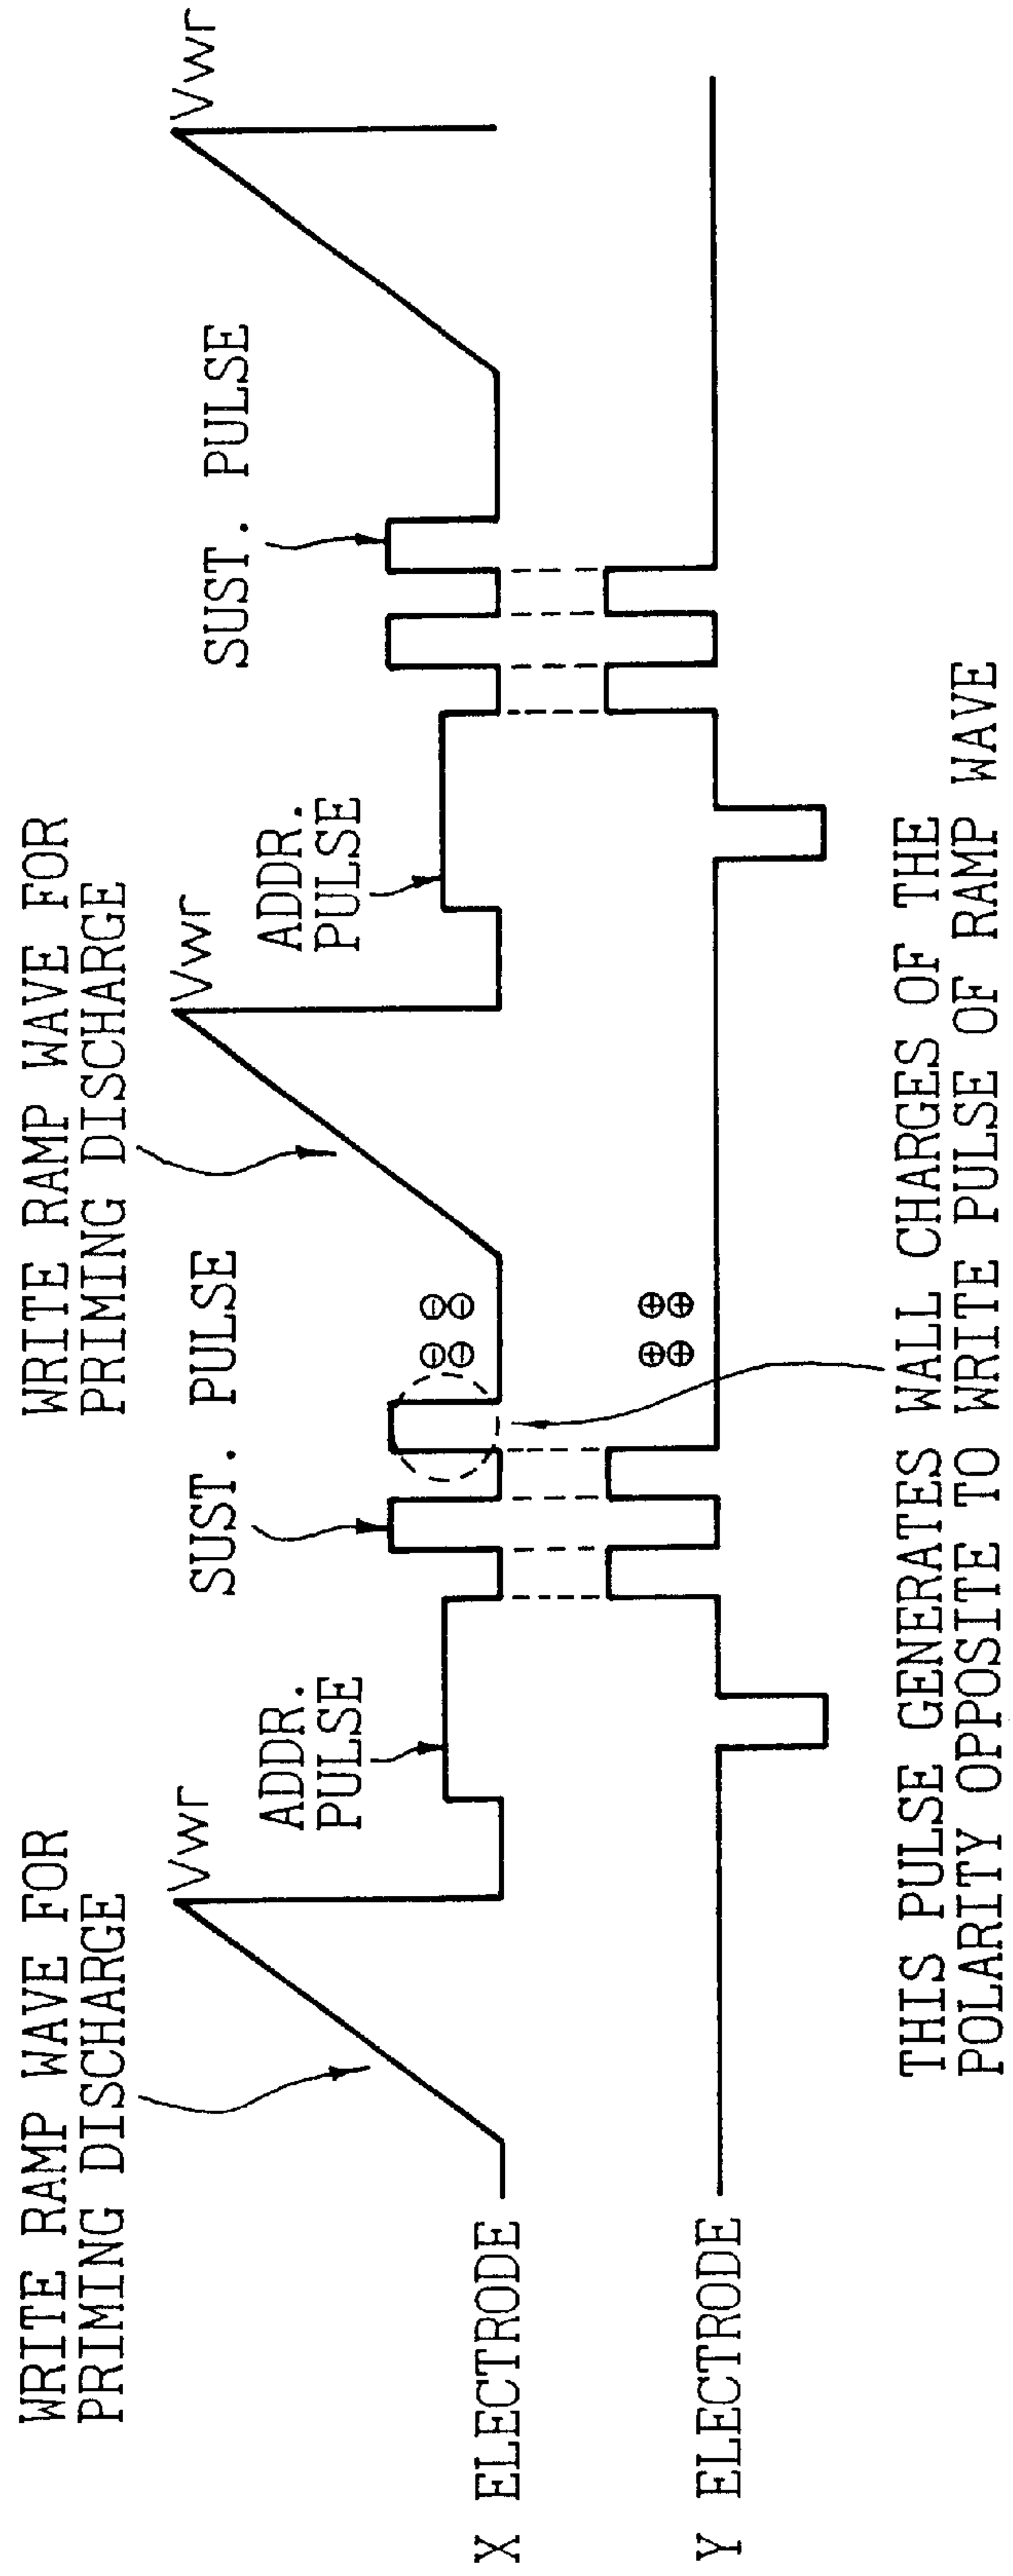 WRITE RAMP WAVE FOR
PRIMING DISCHARGE
WRITE RAMP WAVE FOR
PRIMING DISCHARGE
Vwr
SUST. PULSE
Vwr
SUST. PULSE
Vwr
ADDR.
PULSE
ADDR.
PULSE
⊖⊖
⊖⊖
X ELECTRODE
⊕⊕
⊕⊕
Y ELECTRODE
THIS PULSE GENERATES WALL CHARGES OF THE
POLARITY OPPOSITE TO WRITE PULSE OF RAMP WAVE